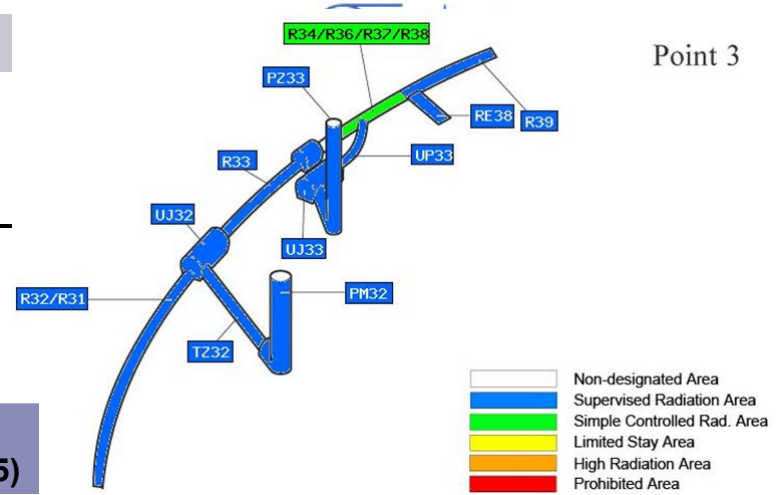 R34/R36/R37/R38
Point 3
PZ33
RE38
R39
UP33
R33
UJ32
UJ33
R32/R31
PM32
TZ32
Non-designated Area
Supervised Radiation Area
Simple Controlled Rad. Area
Limited Stay Area
High Radiation Area
Prohibited Area
5)